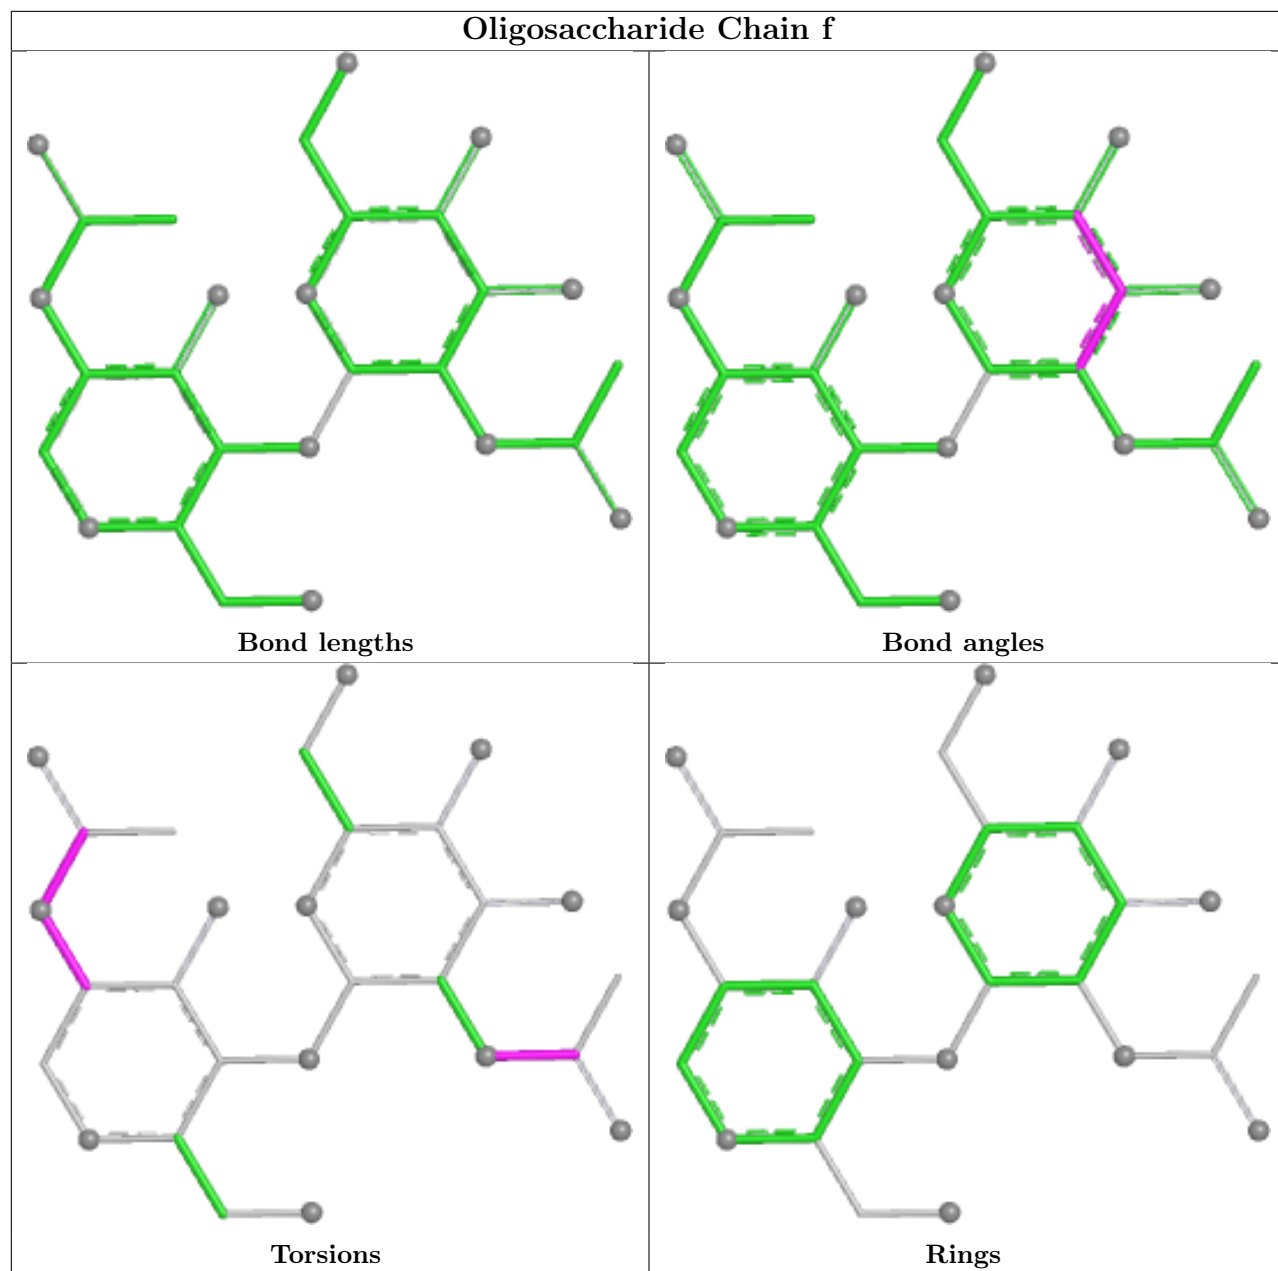 Oligosaccharide Chain f
Bond lengths
Bond angles
Torsions
Rings